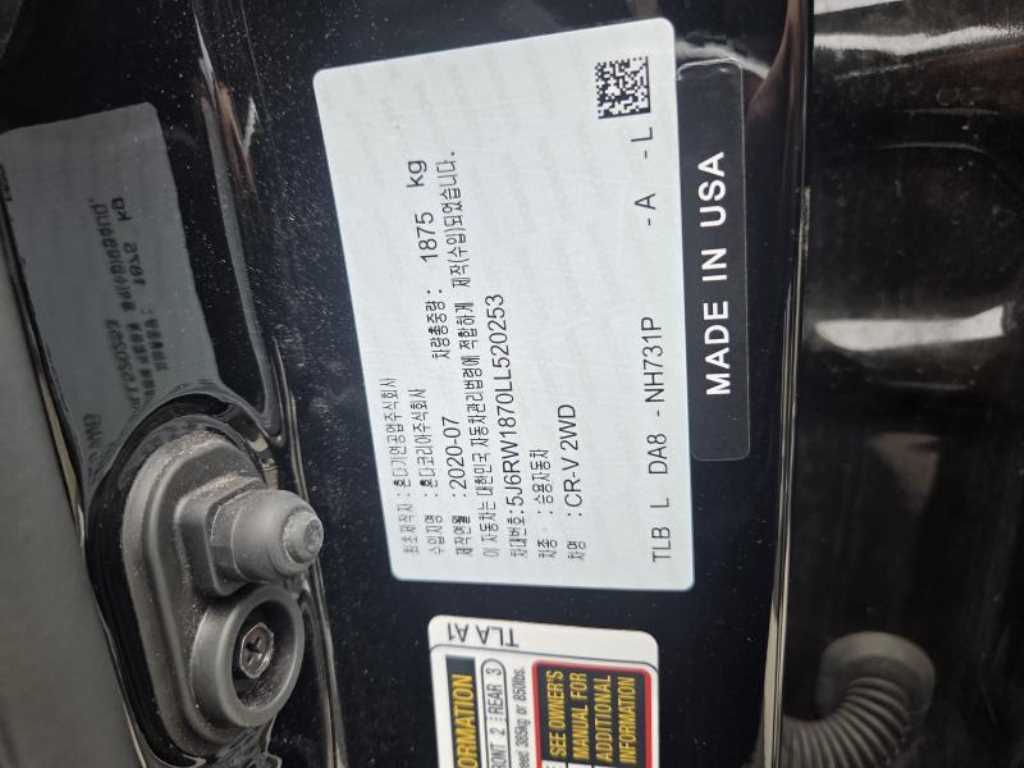 최초제작자 : 혼다기연공업주식회사
수입자명 : 혼다코리아주식회사
제작연월 : 2020-07 차량총중량 : 1875 kg
이 자동차는 대한민국 자동차관리법령에 적합하게 제작(수입)되었습니다.
차대번호: 5J6RW1870LL520253
차종 : 승용자동차
차명 : CR-V 2WD
TLB L DA8 - NH731P - A - L
MADE IN USA
TLA A1
REAR 3
385kg or 850lbs.
SEE OWNER'S
MANUAL FOR
ADDITIONAL
INFORMATION